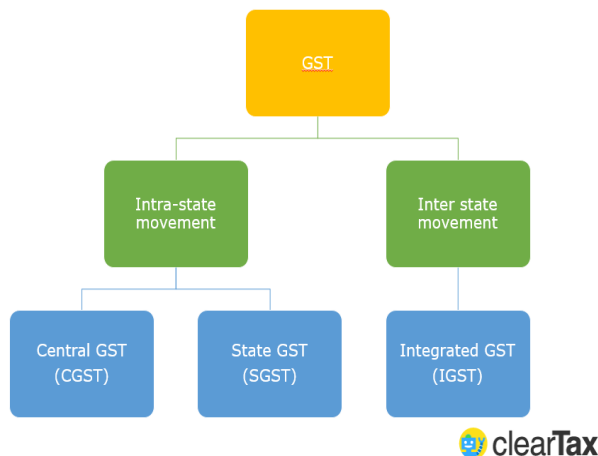 GST
Intra-state
movement
Inter state
movement
Central GST
(CGST)
State GST
(SGST)
Integrated GST
(IGST)
clearTax